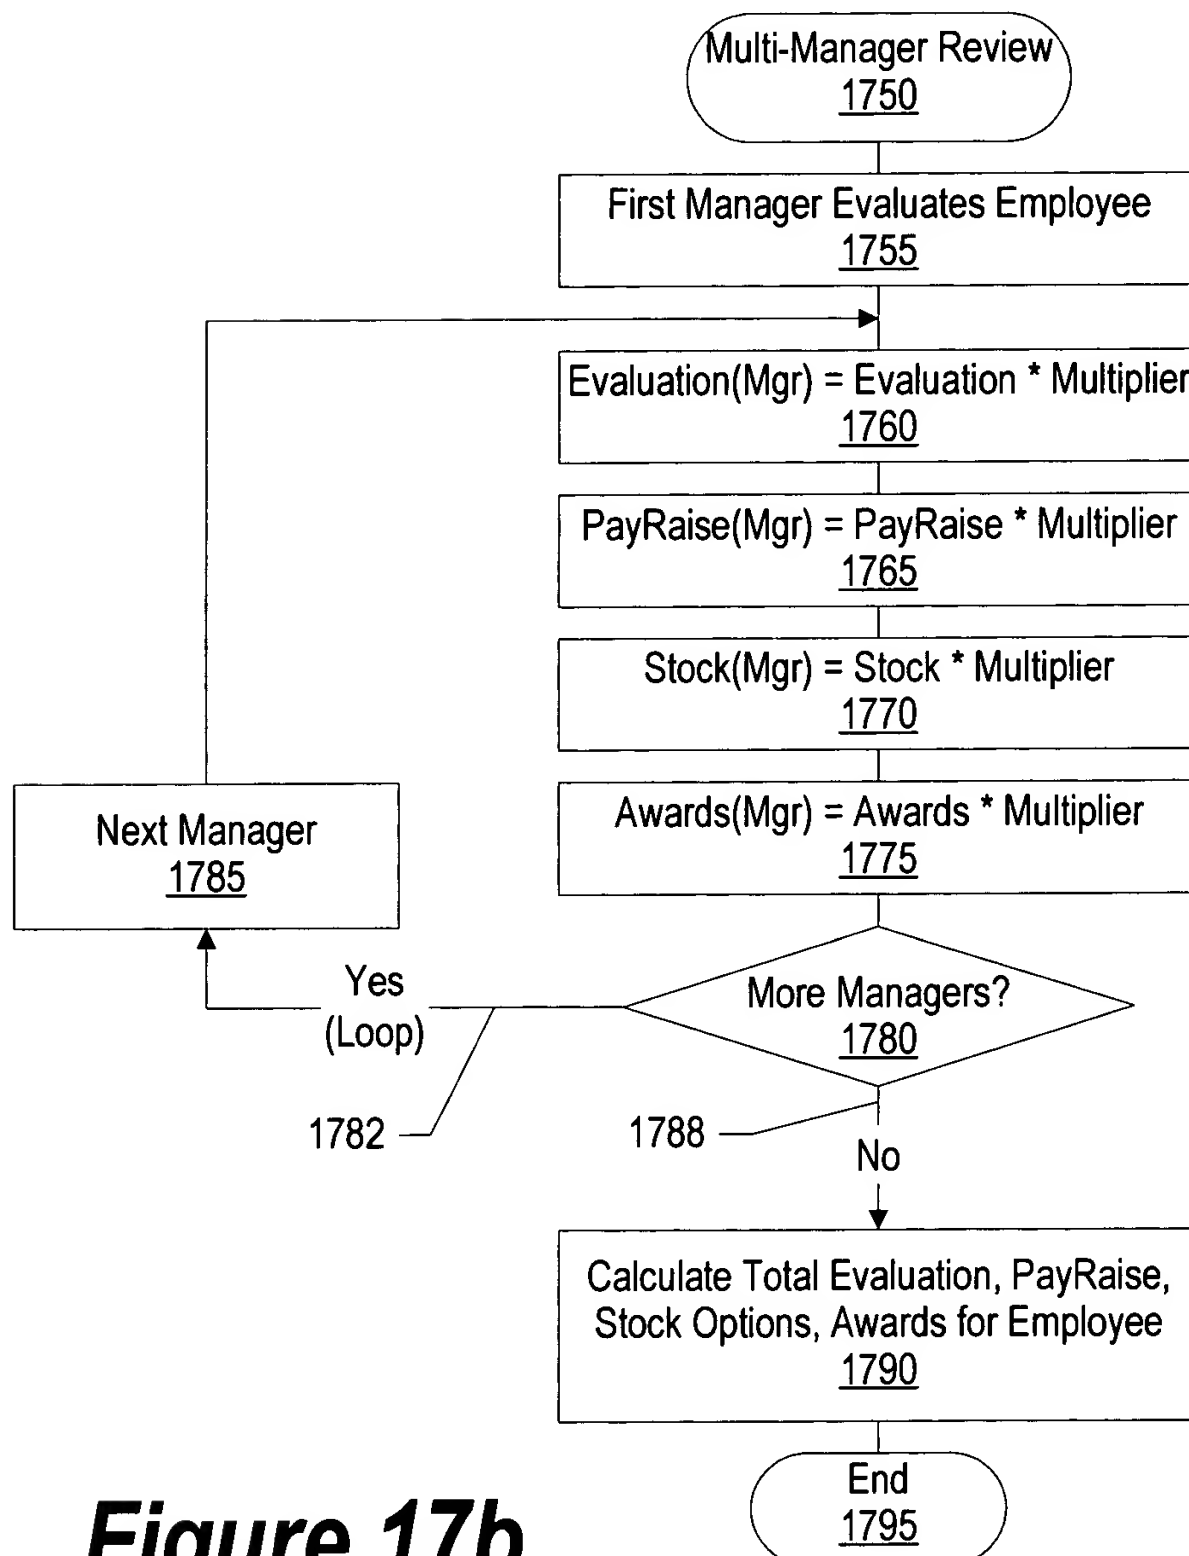 Multi-Manager Review
1750
First Manager Evaluates Employee
1755
Evaluation(Mgr) = Evaluation * Multiplier
1760
PayRaise(Mgr) = PayRaise * Multiplier
1765
Stock(Mgr) = Stock * Multiplier
1770
Awards(Mgr) = Awards * Multiplier
1775
Next Manager
1785
Yes
(Loop)
More Managers?
1780
1782
1788
No
Calculate Total Evaluation, PayRaise,
Stock Options, Awards for Employee
1790
End
1795
Figure 17b